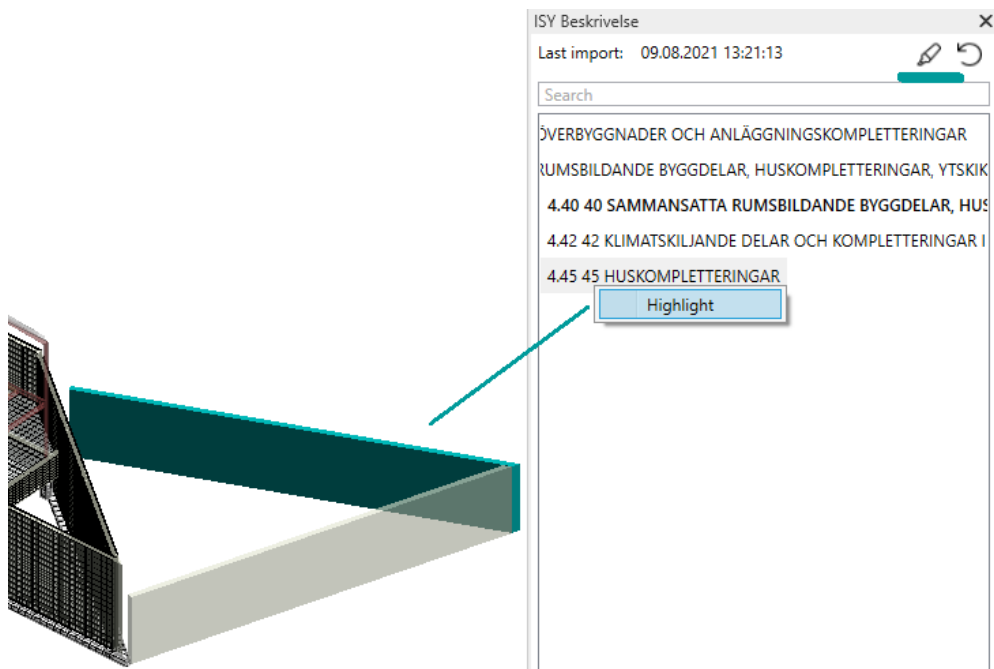 ISY Beskrivelse
Last import: 09.08.2021 13:21:13
Search
ÖVERBYGGNADER OCH ANLÄGGNINGSKOMPLETTERINGAR
RUMSBILDANDE BYGGDELAR, HUSKOMPLETTERINGAR, YTSKIK
4.40 40 SAMMANSATTA RUMSBILDANDE BYGGDELAR, HUS
4.42 42 KLIMATSKILJANDE DELAR OCH KOMPLETTERINGAR I
4.45 45 HUSKOMPLETTERINGAR
Highlight